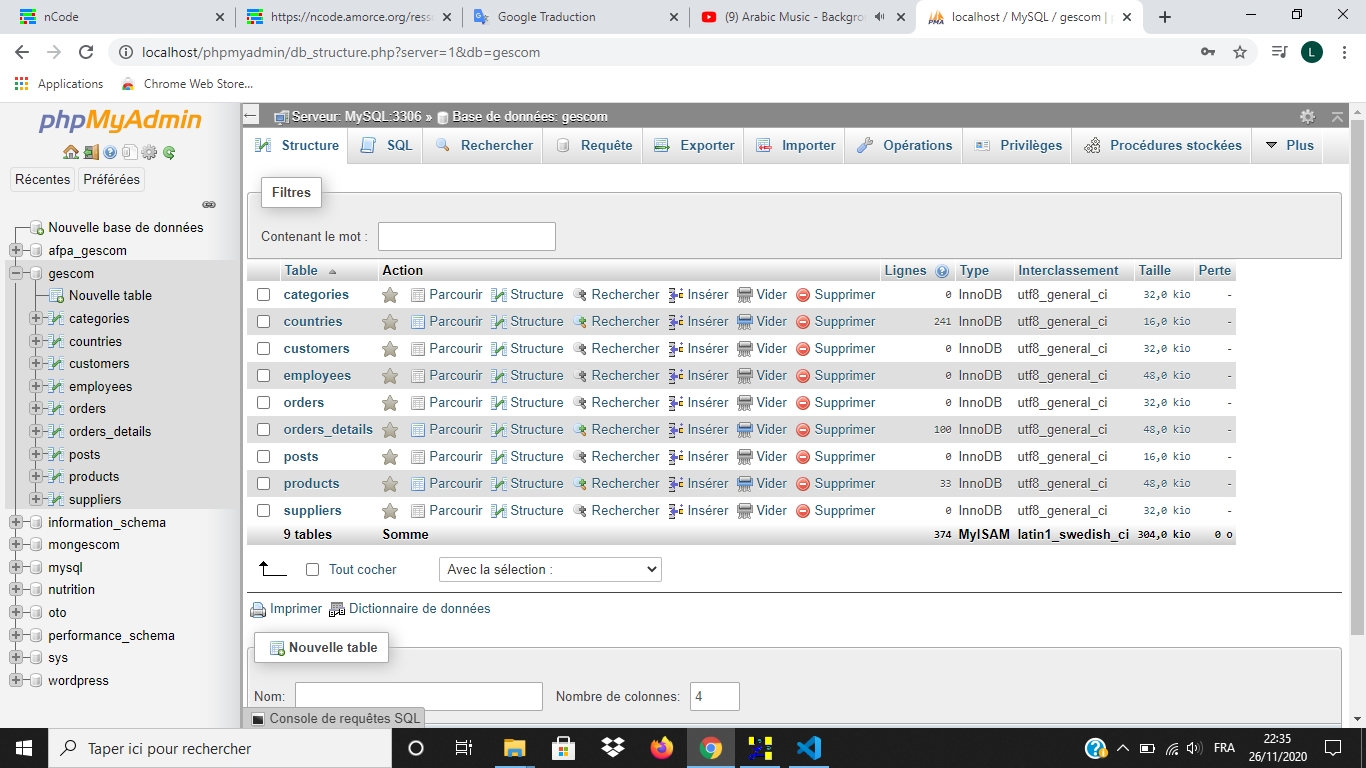 nCode
https://ncode.amorce.org/ress
Google Traduction
(9) Arabic Music - Backgro
localhost / MySQL / gescom |
localhost/phpmyadmin/db_structure.php?server=1&db=gescom
L
Applications
Chrome Web Store...
phpMyAdmin
Récentes
Préférées
Nouvelle base de données
afpa_gescom
gescom
Nouvelle table
categories
countries
customers
employees
orders
orders_details
posts
products
suppliers
information_schema
mongescom
mysql
nutrition
oto
performance_schema
sys
wordpress
Serveur: MySQL:3306 » Base de données: gescom
Structure SQL Rechercher Requête Exporter Importer Opérations Privilèges Procédures stockées Plus
Filtres
Contenant le mot :
Table Action Lignes Type Interclassement Taille Perte
categories Parcourir Structure Rechercher Insérer Vider Supprimer 0 InnoDB utf8_general_ci 32,0 kio -
countries Parcourir Structure Rechercher Insérer Vider Supprimer 241 InnoDB utf8_general_ci 16,0 kio -
customers Parcourir Structure Rechercher Insérer Vider Supprimer 0 InnoDB utf8_general_ci 32,0 kio -
employees Parcourir Structure Rechercher Insérer Vider Supprimer 0 InnoDB utf8_general_ci 48,0 kio -
orders Parcourir Structure Rechercher Insérer Vider Supprimer 0 InnoDB utf8_general_ci 32,0 kio -
orders_details Parcourir Structure Rechercher Insérer Vider Supprimer 100 InnoDB utf8_general_ci 48,0 kio -
posts Parcourir Structure Rechercher Insérer Vider Supprimer 0 InnoDB utf8_general_ci 16,0 kio -
products Parcourir Structure Rechercher Insérer Vider Supprimer 33 InnoDB utf8_general_ci 48,0 kio -
suppliers Parcourir Structure Rechercher Insérer Vider Supprimer 0 InnoDB utf8_general_ci 32,0 kio -
9 tables Somme 374 MyISAM latin1_swedish_ci 304,0 kio 0 o
Tout cocher
Avec la sélection :
Imprimer Dictionnaire de données
Nouvelle table
Nom: Nombre de colonnes: 4
Console de requêtes SQL
Taper ici pour rechercher
FRA
22:35
26/11/2020